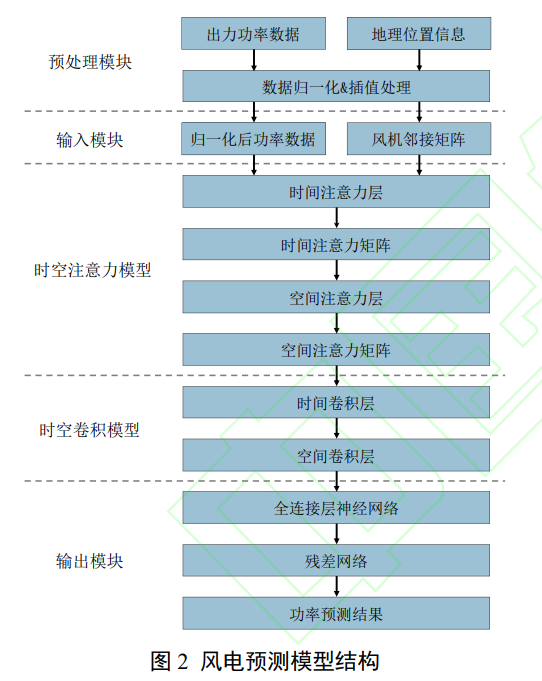 出力功率数据
地理位置信息
预处理模块
数据归一化&插值处理
输入模块
归一化后功率数据
风机邻接矩阵
时间注意力层
时间注意力矩阵
时空注意力模型
空间注意力层
空间注意力矩阵
时间卷积层
时空卷积模型
空间卷积层
全连接层神经网络
输出模块
残差网络
功率预测结果
图 2 风电预测模型结构